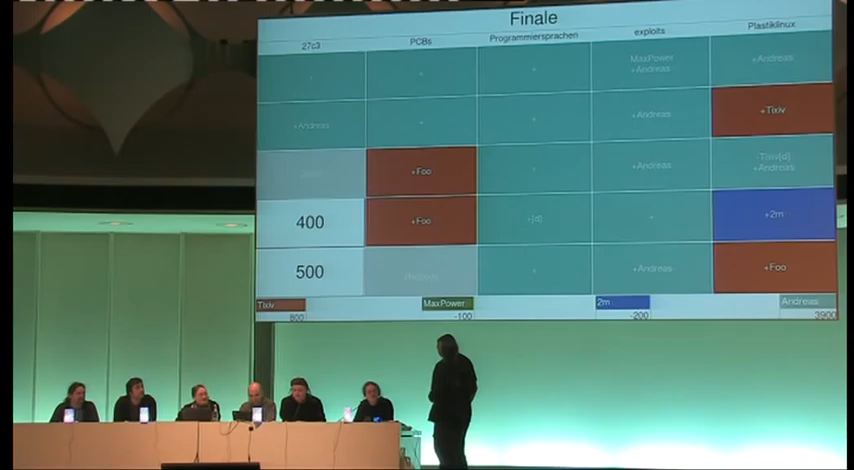 Finale
27c3 PCBs Programmiersprachen exploits Plastiklinux
+ + + MaxPower +Andreas
+Andreas
+Andreas + + +Andreas +Tixiv
+Foo + +Andreas Tixiv[d]
+Andreas
400 +Foo +[d] + +2m
500 + +Andreas +Foo
Tixiv MaxPower 2m Andreas
800 -100 -200 3900